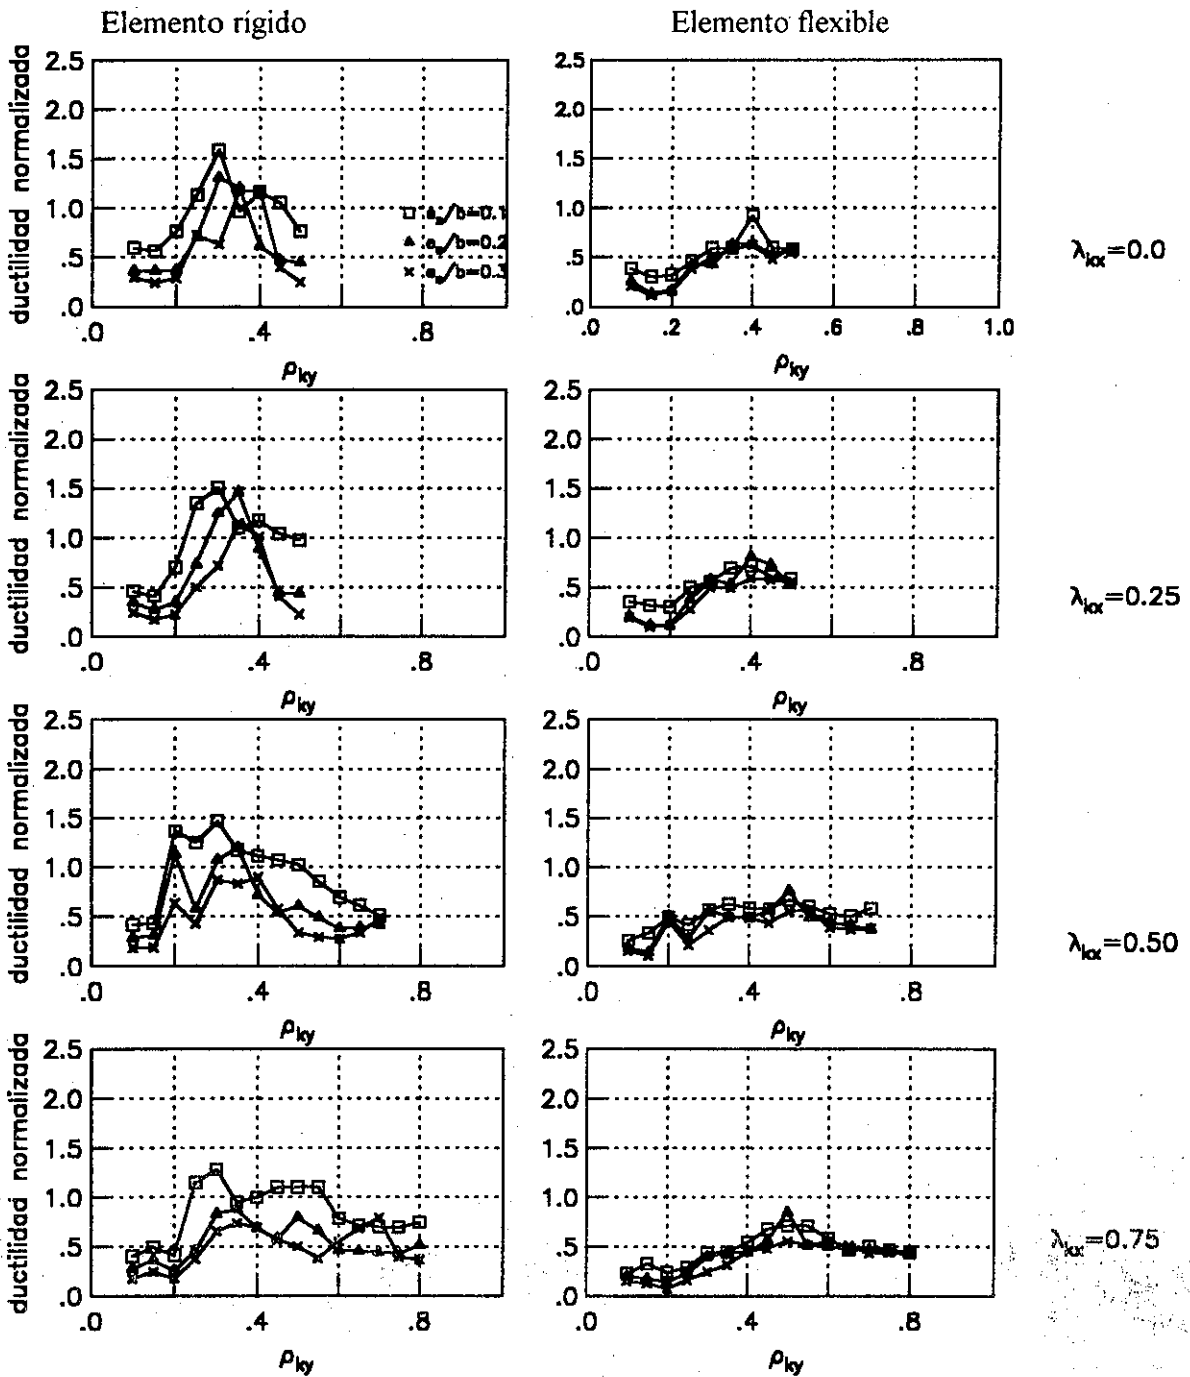 Elemento rígido
Elemento flexible
ductilidad normalizada
2.5
2.0
1.5
1.0
.5
.0
.0 .4 .8
ρky
□ es/b=0.1
▲ es/b=0.2
× es/b=0.3
2.5
2.0
1.5
1.0
.5
.0
.0 .2 .4 .6 .8 1.0
ρky
λkx=0.0
ductilidad normalizada
2.5
2.0
1.5
1.0
.5
.0
.0 .4 .8
ρky
2.5
2.0
1.5
1.0
.5
.0
.0 .4 .8
ρky
λkx=0.25
ductilidad normalizada
2.5
2.0
1.5
1.0
.5
.0
.0 .4 .8
ρky
2.5
2.0
1.5
1.0
.5
.0
.0 .4 .8
ρky
λkx=0.50
ductilidad normalizada
2.5
2.0
1.5
1.0
.5
.0
.0 .4 .8
ρky
2.5
2.0
1.5
1.0
.5
.0
.0 .4 .8
ρky
λkx=0.75